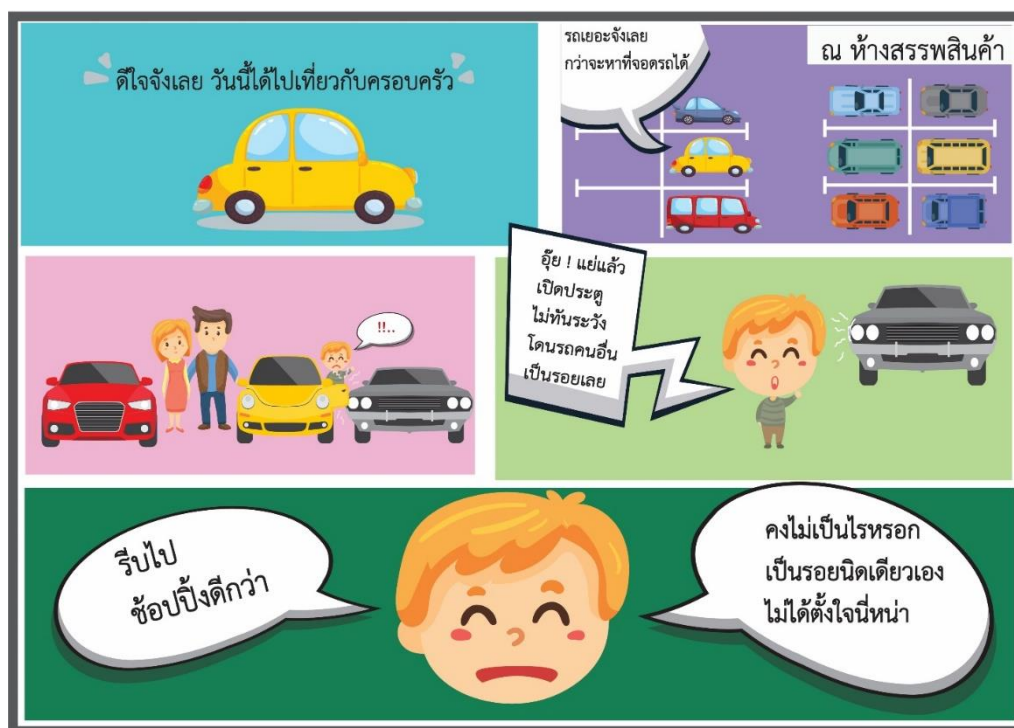 ดีใจจังเลย วันนี้ได้ไปเที่ยวกับครอบครัว
รถเยอะจังเลย
กว่าจะหาที่จอดรถได้
ณ ห้างสรรพสินค้า
!!..
อุ๊ย ! แย่แล้ว
เปิดประตู
ไม่ทันระวัง
โดนรถคนอื่น
เป็นรอยเลย
รีบไป
ช้อปปิ้งดีกว่า
คงไม่เป็นไรหรอก
เป็นรอยนิดเดียวเอง
ไม่ได้ตั้งใจนี่หน่า